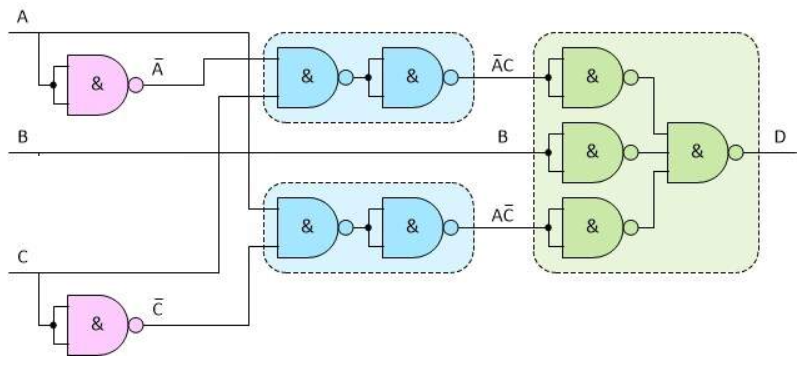 A
& Ā & & ĀC &
B B & & D
& & AC̄ &
C
& C̄